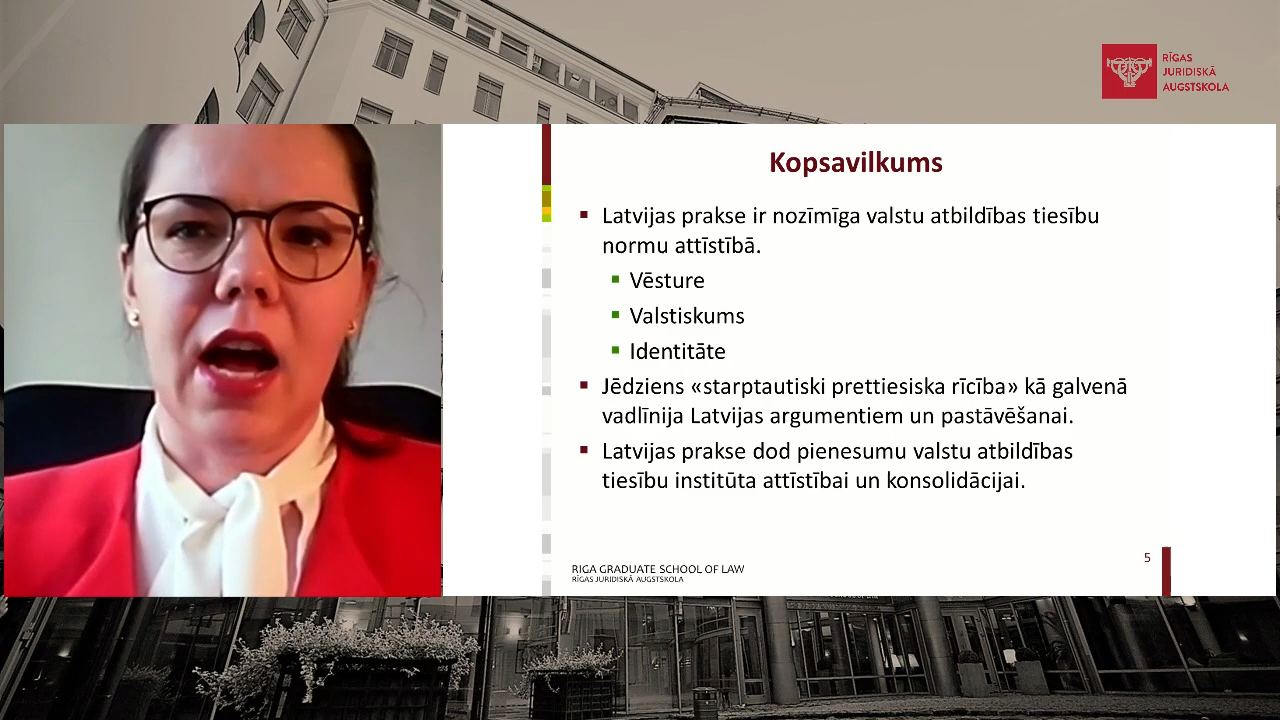 RĪGAS
JURIDISKĀ
AUGSTSKOLA
Kopsavilkums
Latvijas prakse ir nozīmīga valstu atbildības tiesību
normu attīstībā.
Vēsture
Valstiskums
Identitāte
Jēdziens «starptautiski prettiesiska rīcība» kā galvenā
vadlīnija Latvijas argumentiem un pastāvēšanai.
Latvijas prakse dod pienesumu valstu atbildības
tiesību institūta attīstībai un konsolidācijai.
5
RIGA GRADUATE SCHOOL OF LAW
RĪGAS JURIDISKĀ AUGSTSKOLA